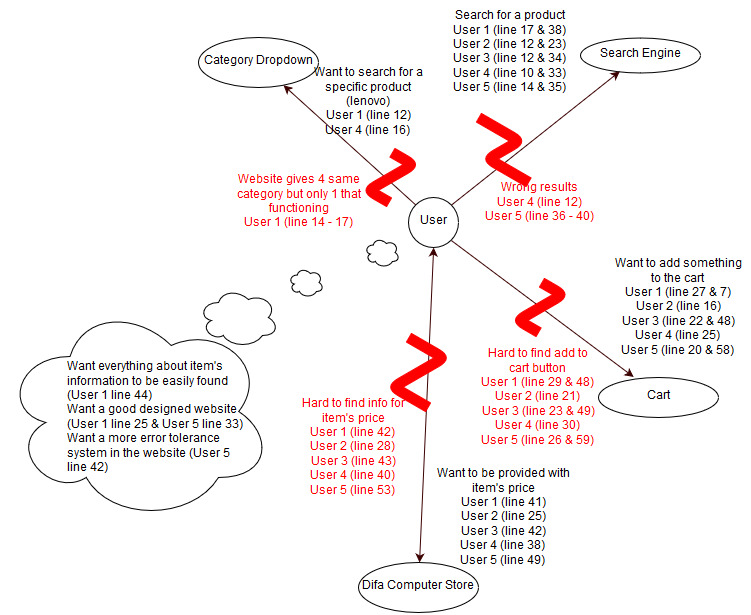 Search for a product
User 1 (line 17 & 38)
User 2 (line 12 & 23)
User 3 (line 12 & 34)
User 4 (line 10 & 33)
User 5 (line 14 & 35)
Search Engine
Category Dropdown
Want to search for a
specific product
(lenovo)
User 1 (line 12)
User 4 (line 16)
Website gives 4 same
category but only 1 that
functioning
User 1 (line 14 - 17)
Wrong results
User 4 (line 12)
User 5 (line 36 - 40)
User
Want to add something
to the cart
User 1 (line 27 & 7)
User 2 (line 16)
User 3 (line 22 & 48)
User 4 (line 25)
User 5 (line 20 & 58)
Hard to find add to
cart button
User 1 (line 29 & 48)
User 2 (line 21)
User 3 (line 23 & 49)
User 4 (line 30)
User 5 (line 26 & 59)
Cart
Want everything about item's
information to be easily found
(User 1 line 44)
Want a good designed website
(User 1 line 25 & User 5 line 33)
Want a more error tolerance
system in the website (User 5
line 42)
Hard to find info for
item's price
User 1 (line 42)
User 2 (line 28)
User 3 (line 43)
User 4 (line 40)
User 5 (line 53)
Want to be provided with
item's price
User 1 (line 41)
User 2 (line 25)
User 3 (line 42)
User 4 (line 38)
User 5 (line 49)
Difa Computer Store